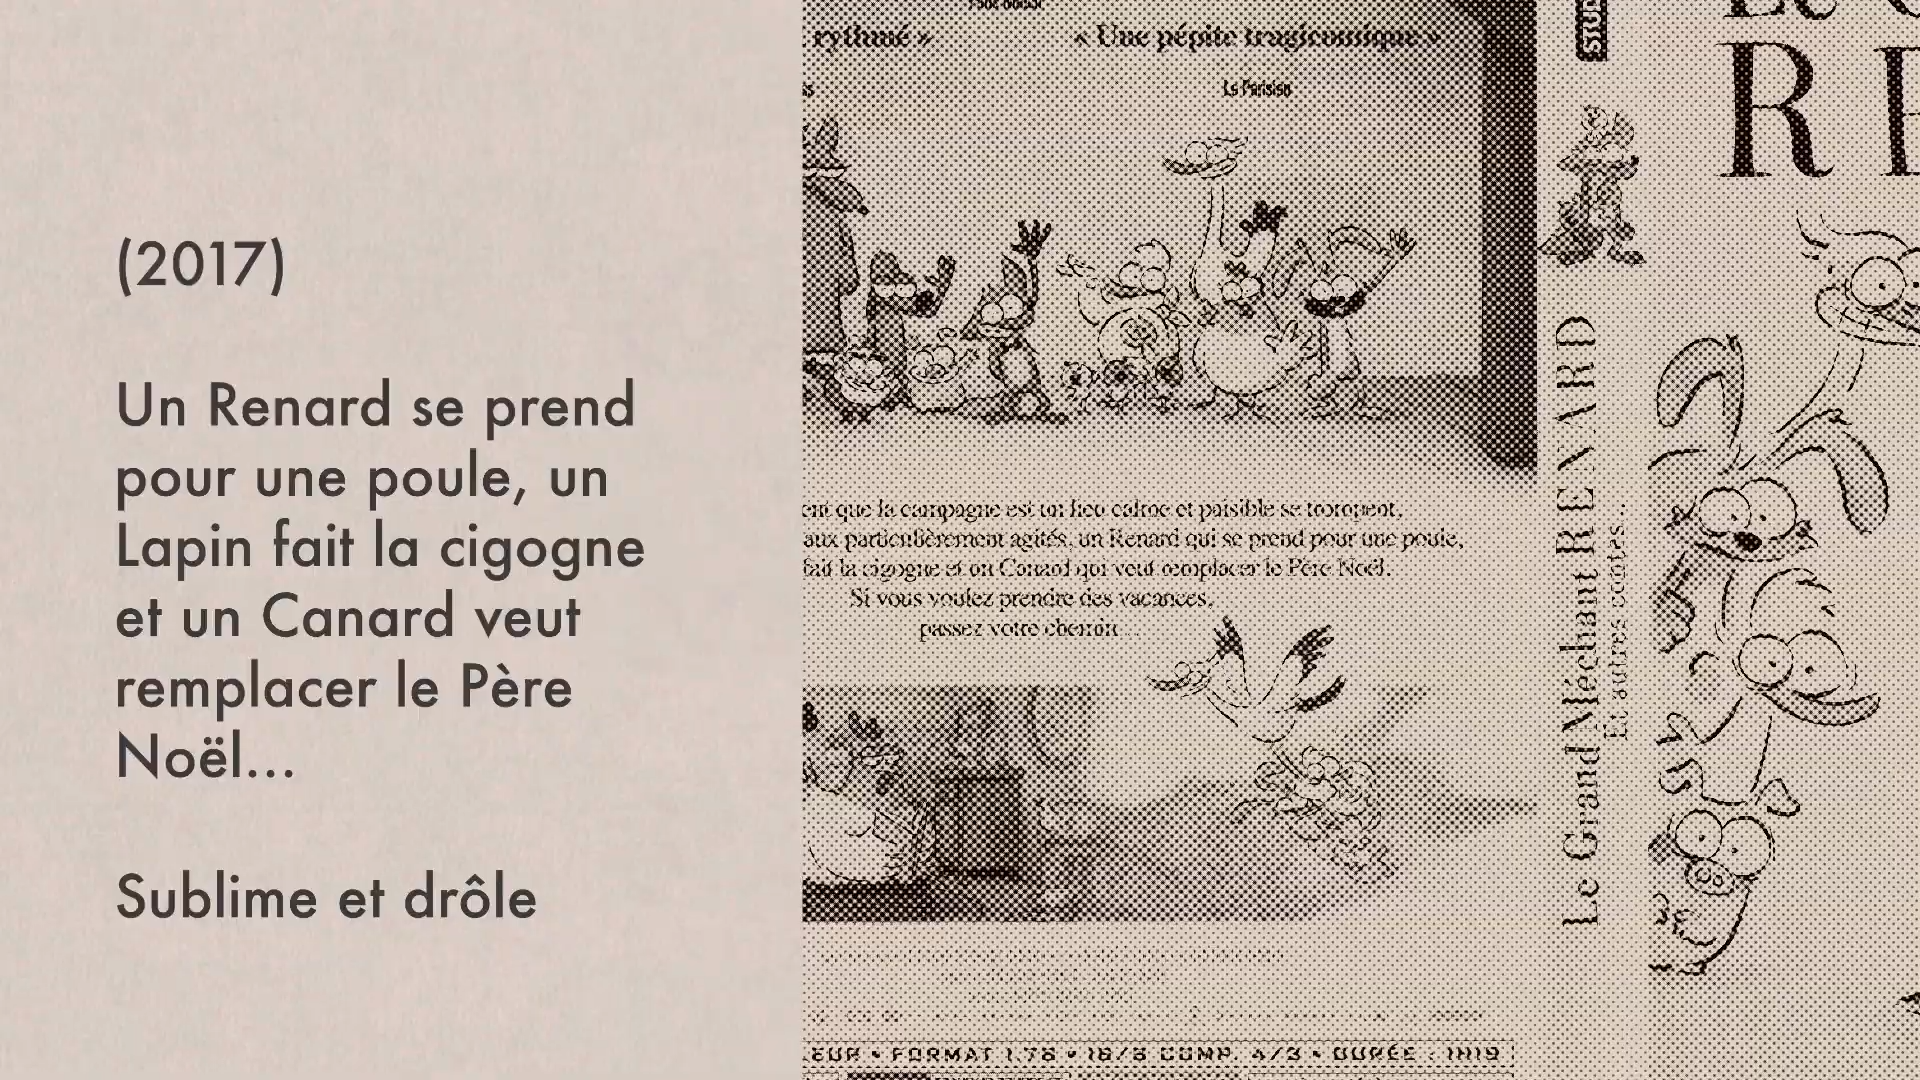 (2017)
Un Renard se prend
pour une poule, un
Lapin fait la cigogne
et un Canard veut
remplacer le Père
Noël...
Sublime et drôle
rythmé »
« Une pépite tragicomique »
Le Parisien
ent que la campagne est un lieu calme et paisible se trompent,
aux particulièrement agités, un Renard qui se prend pour une poule,
fait la cigogne et un Canard qui veut remplacer le Père Noël.
Si vous voulez prendre des vacances,
passez votre chemin...
EUR • FORMAT 1.78 • 16/9 COMP. 4/3 • DURÉE : 1H19
STUD
Le Grand Méchant RENARD
Et autres contes...
R